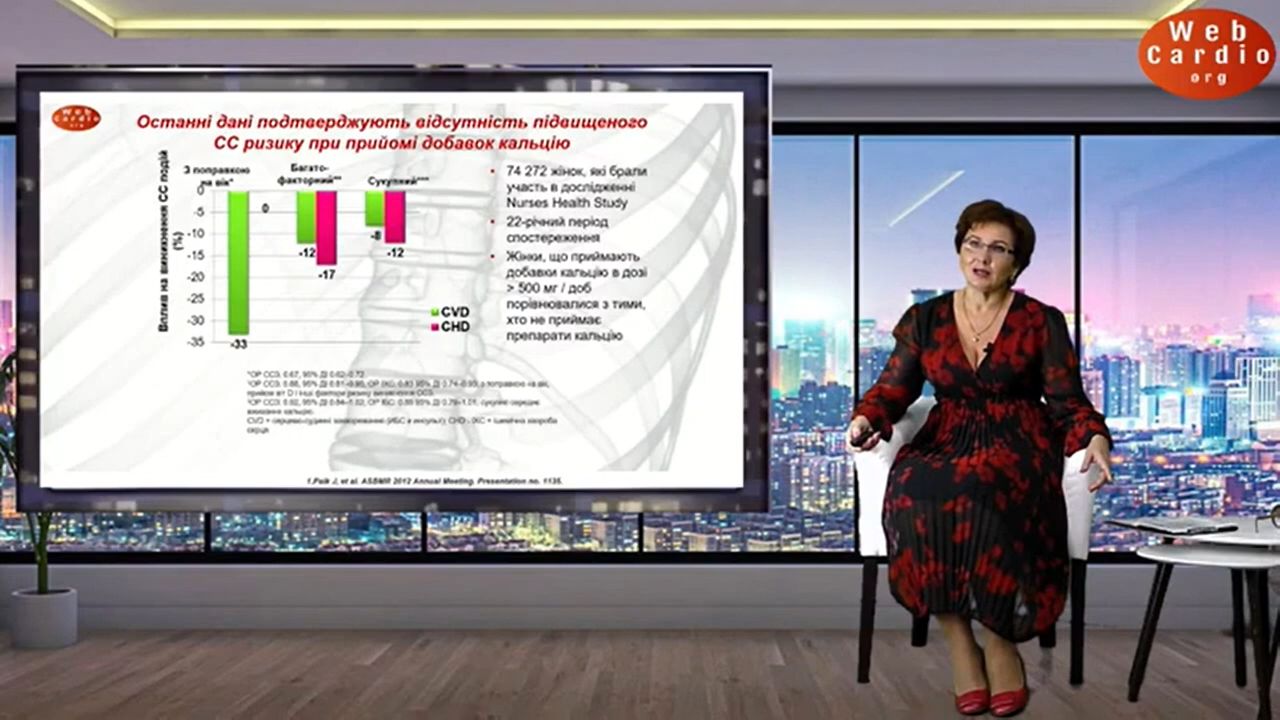 Web
Cardio
org
Web
Cardio
org
Останні дані подтверджують відсутність підвищеного
СС ризику при прийомі добавок кальцію
З поправкою
на вік*
Багато-
факторний**
Сукупний***
Вплив на виникнення СС подій
(%)
0
-5
-10
-15
-20
-25
-30
-35
0
-33
-12
-17
-8
-12
CVD
CHD
• 74 272 жінок, які брали
участь в дослідженні
Nurses Health Study
• 22-річний період
спостереження
• Жінки, що приймають
добавки кальцію в дозі
> 500 мг / доб
порівнювалися з тими,
хто не приймає
препарати кальцію
1.Paik J, et al. ASBMR 2012 Annual Meeting. Presentation no. 1135.